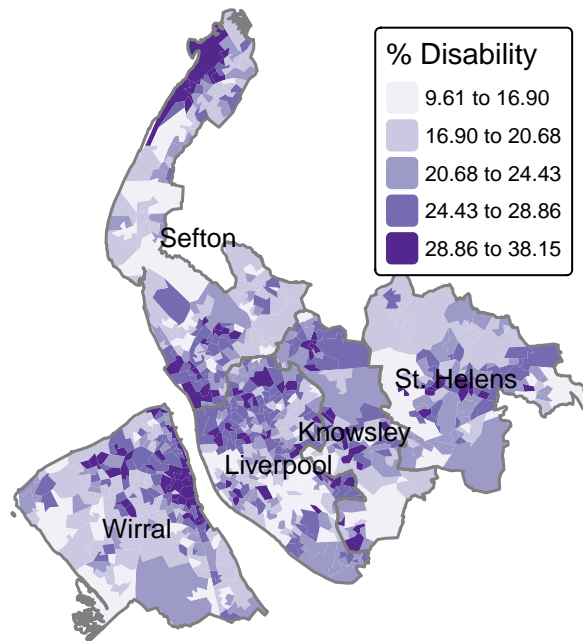 % Disability
9.61 to 16.90
16.90 to 20.68
20.68 to 24.43
24.43 to 28.86
28.86 to 38.15
Sefton
St. Helens
Knowsley
Liverpool
Wirral